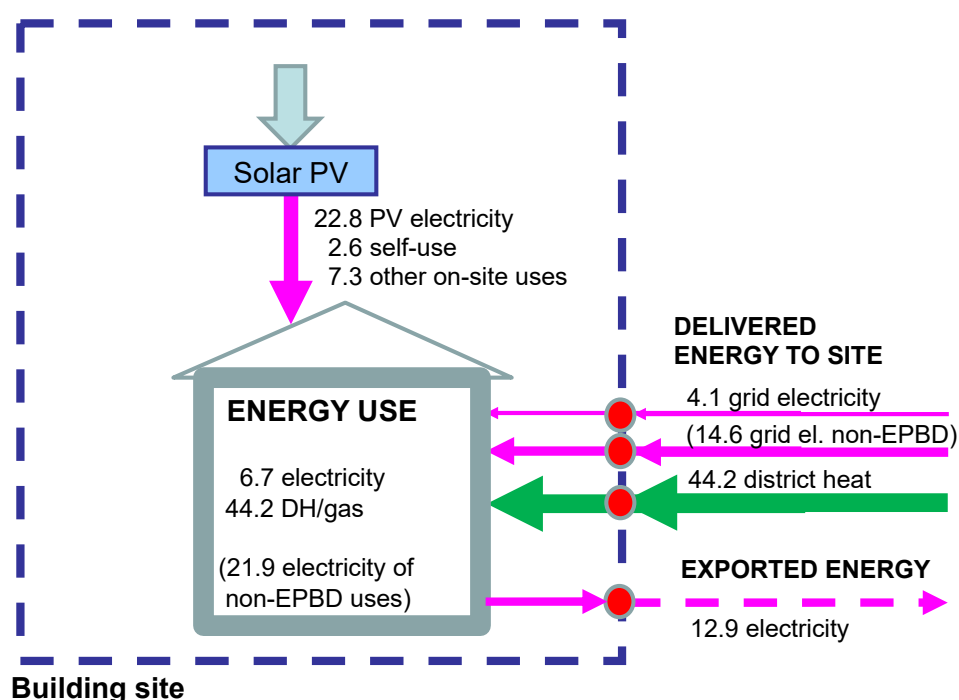 Solar PV
22.8 PV electricity
2.6 self-use
7.3 other on-site uses
DELIVERED
ENERGY TO SITE
4.1 grid electricity
(14.6 grid el. non-EPBD)
44.2 district heat
ENERGY USE
6.7 electricity
44.2 DH/gas
(21.9 electricity of
non-EPBD uses)
EXPORTED ENERGY
12.9 electricity
Building site